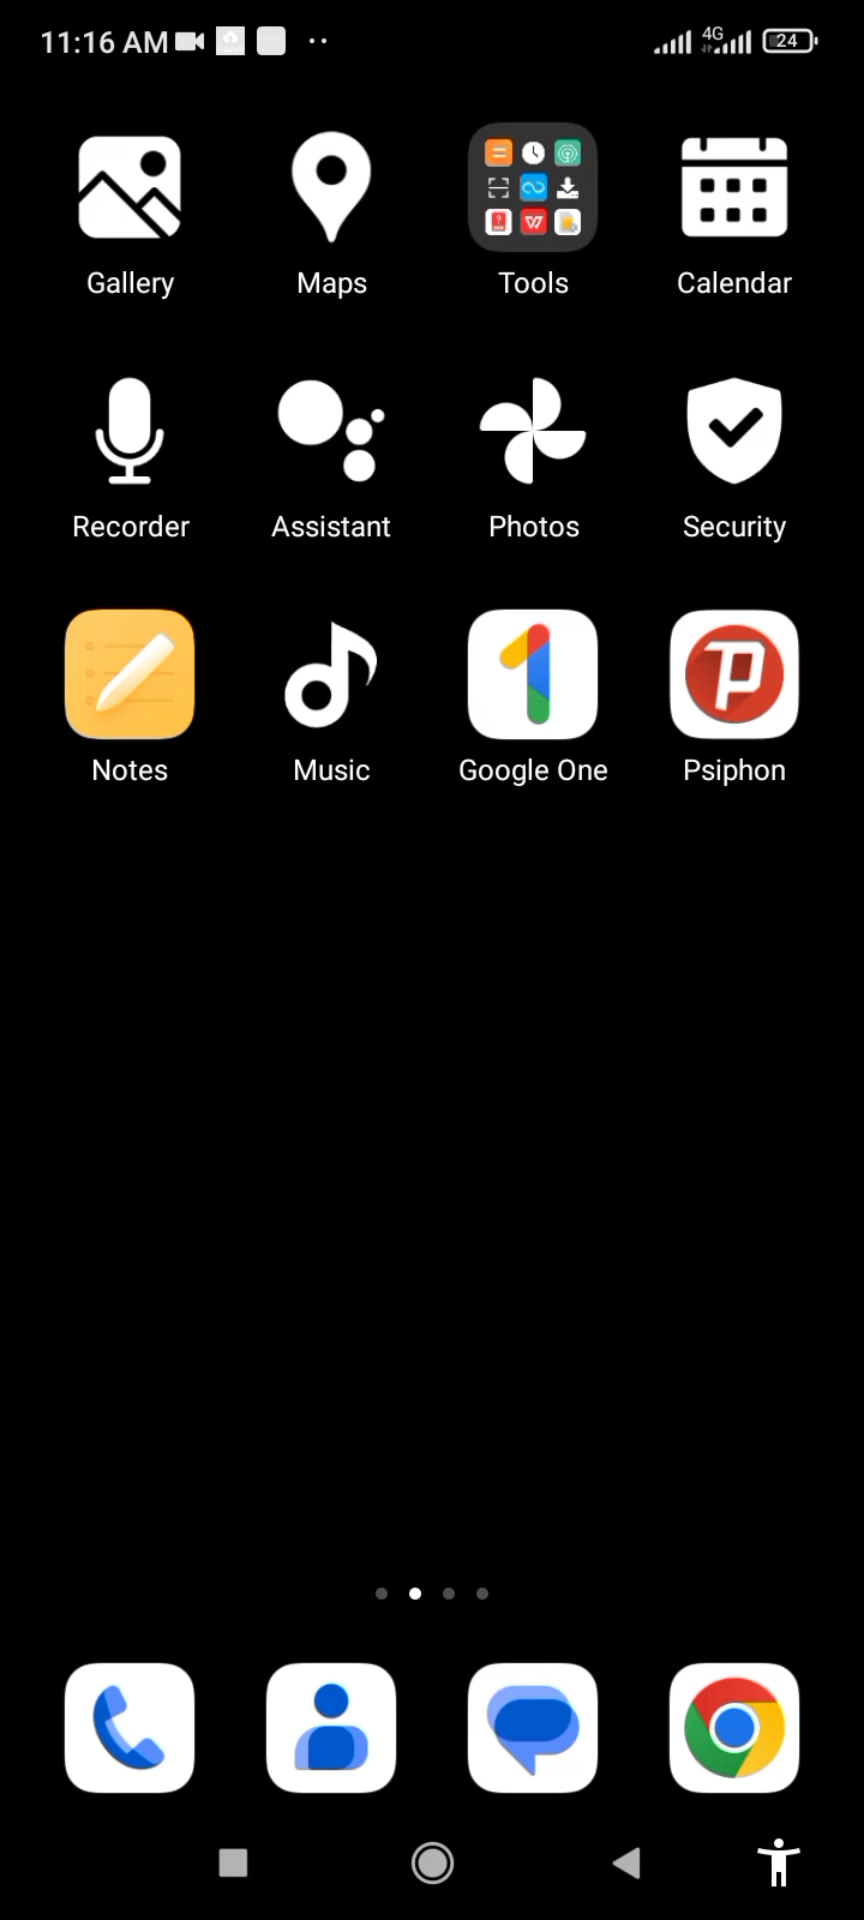 11:16 AM 4G 24
Gallery Maps Tools Calendar
Recorder Assistant Photos Security
Notes Music Google One Psiphon